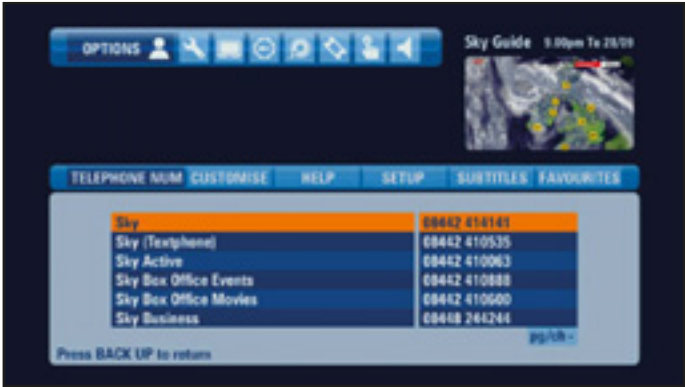 OPTIONS
Sky Guide 9.00pm Tu 28/09
TELEPHONE NUM CUSTOMISE HELP SETUP SUBTITLES FAVOURITES
Sky 08442 414141
Sky (Textphone) 08442 410535
Sky Active 08442 410063
Sky Box Office Events 08442 410888
Sky Box Office Movies 08442 410600
Sky Business 08448 244244
pg/ch -
Press BACK UP to return